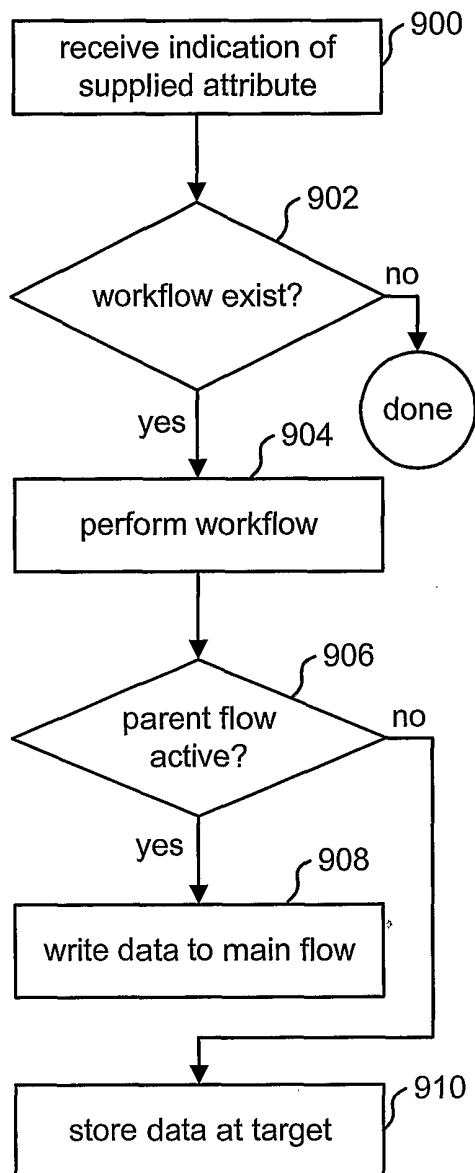 900
receive indication of
supplied attribute
902
workflow exist?
no
done
yes
904
perform workflow
906
parent flow
active?
no
yes
908
write data to main flow
910
store data at target